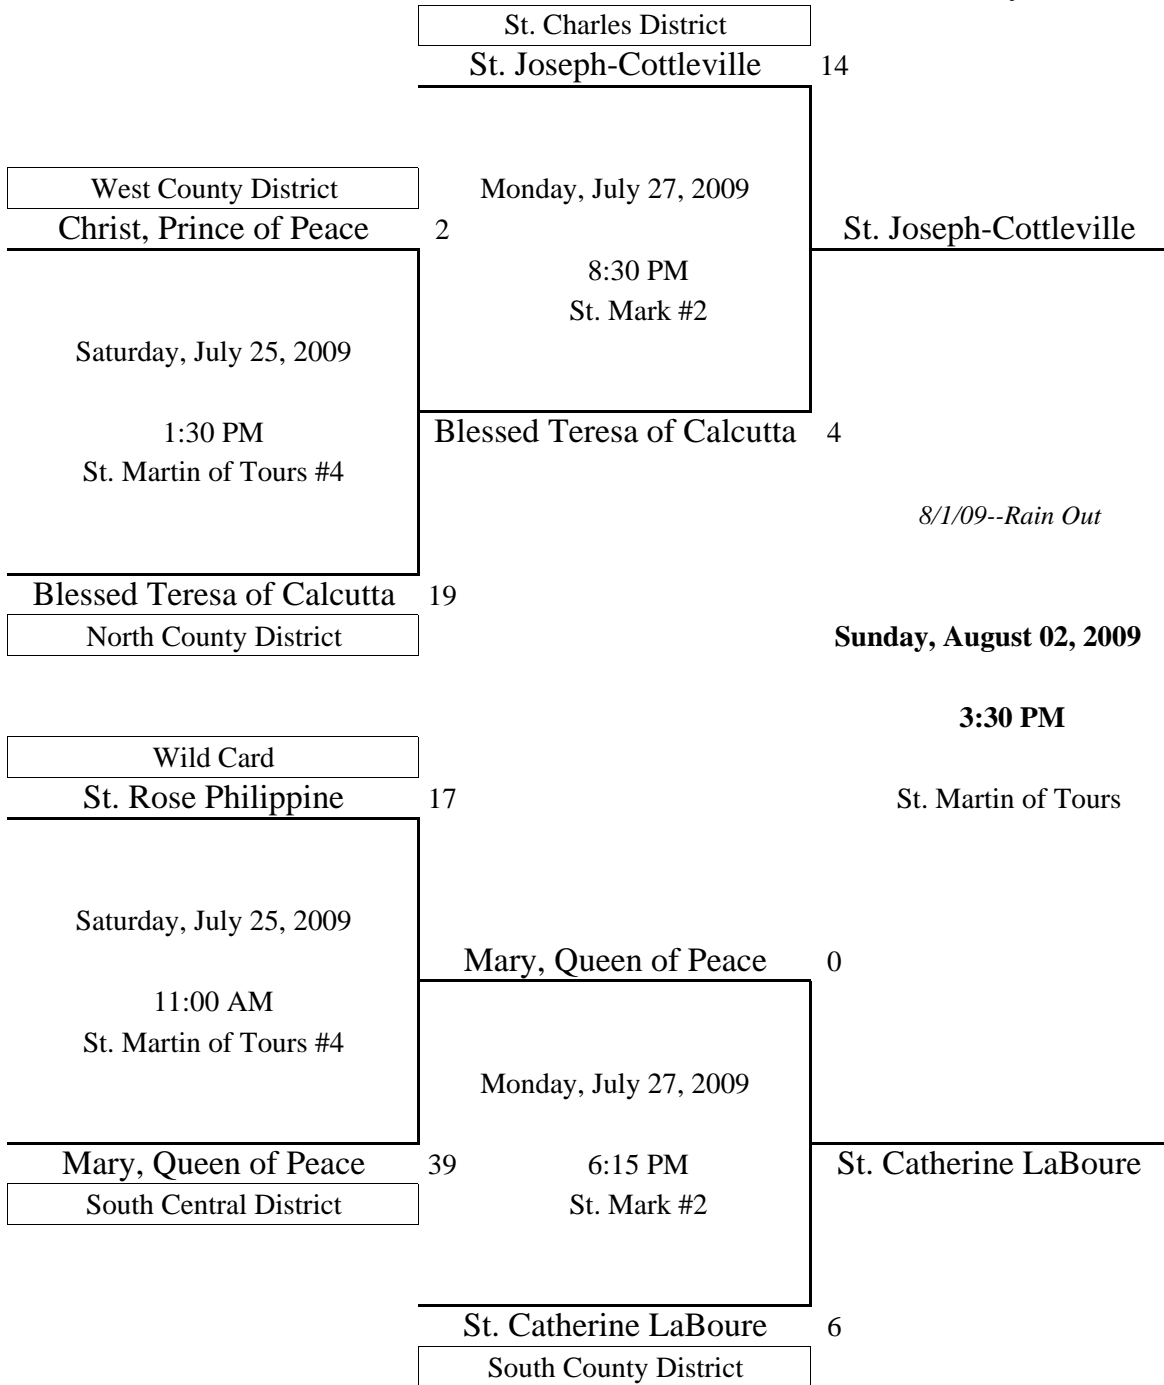 St. Charles District
St. Joseph-Cottleville 14
West County District
Monday, July 27, 2009
Christ, Prince of Peace 2
St. Joseph-Cottleville
8:30 PM
St. Mark #2
Saturday, July 25, 2009
1:30 PM
Blessed Teresa of Calcutta 4
St. Martin of Tours #4
8/1/09--Rain Out
Blessed Teresa of Calcutta 19
North County District
Sunday, August 02, 2009
3:30 PM
Wild Card
St. Rose Philippine 17
St. Martin of Tours
Saturday, July 25, 2009
Mary, Queen of Peace 0
11:00 AM
St. Martin of Tours #4
Monday, July 27, 2009
Mary, Queen of Peace 39
6:15 PM
St. Catherine LaBoure
South Central District
St. Mark #2
St. Catherine LaBoure 6
South County District